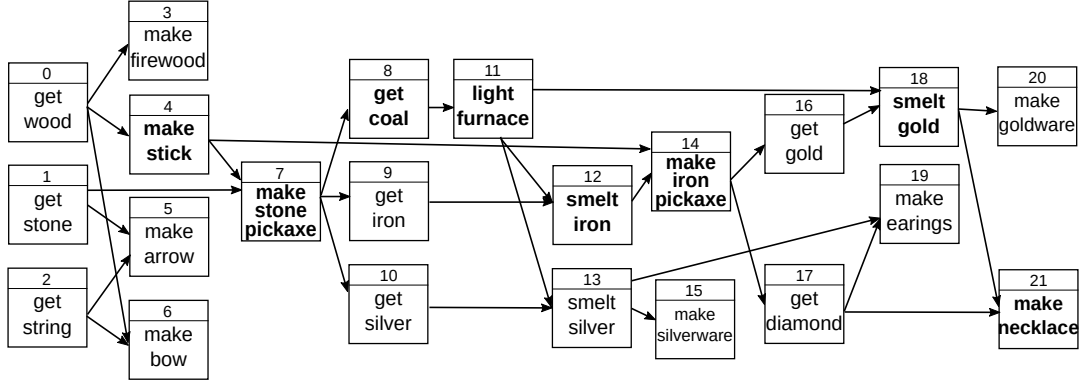 0
get
wood
1
get
stone
2
get
string
3
make
firewood
4
make
stick
5
make
arrow
6
make
bow
7
make
stone
pickaxe
8
get
coal
9
get
iron
10
get
silver
11
light
furnace
12
smelt
iron
13
smelt
silver
14
make
iron
pickaxe
15
make
silverware
16
get
gold
17
get
diamond
18
smelt
gold
19
make
earings
20
make
goldware
21
make
necklace